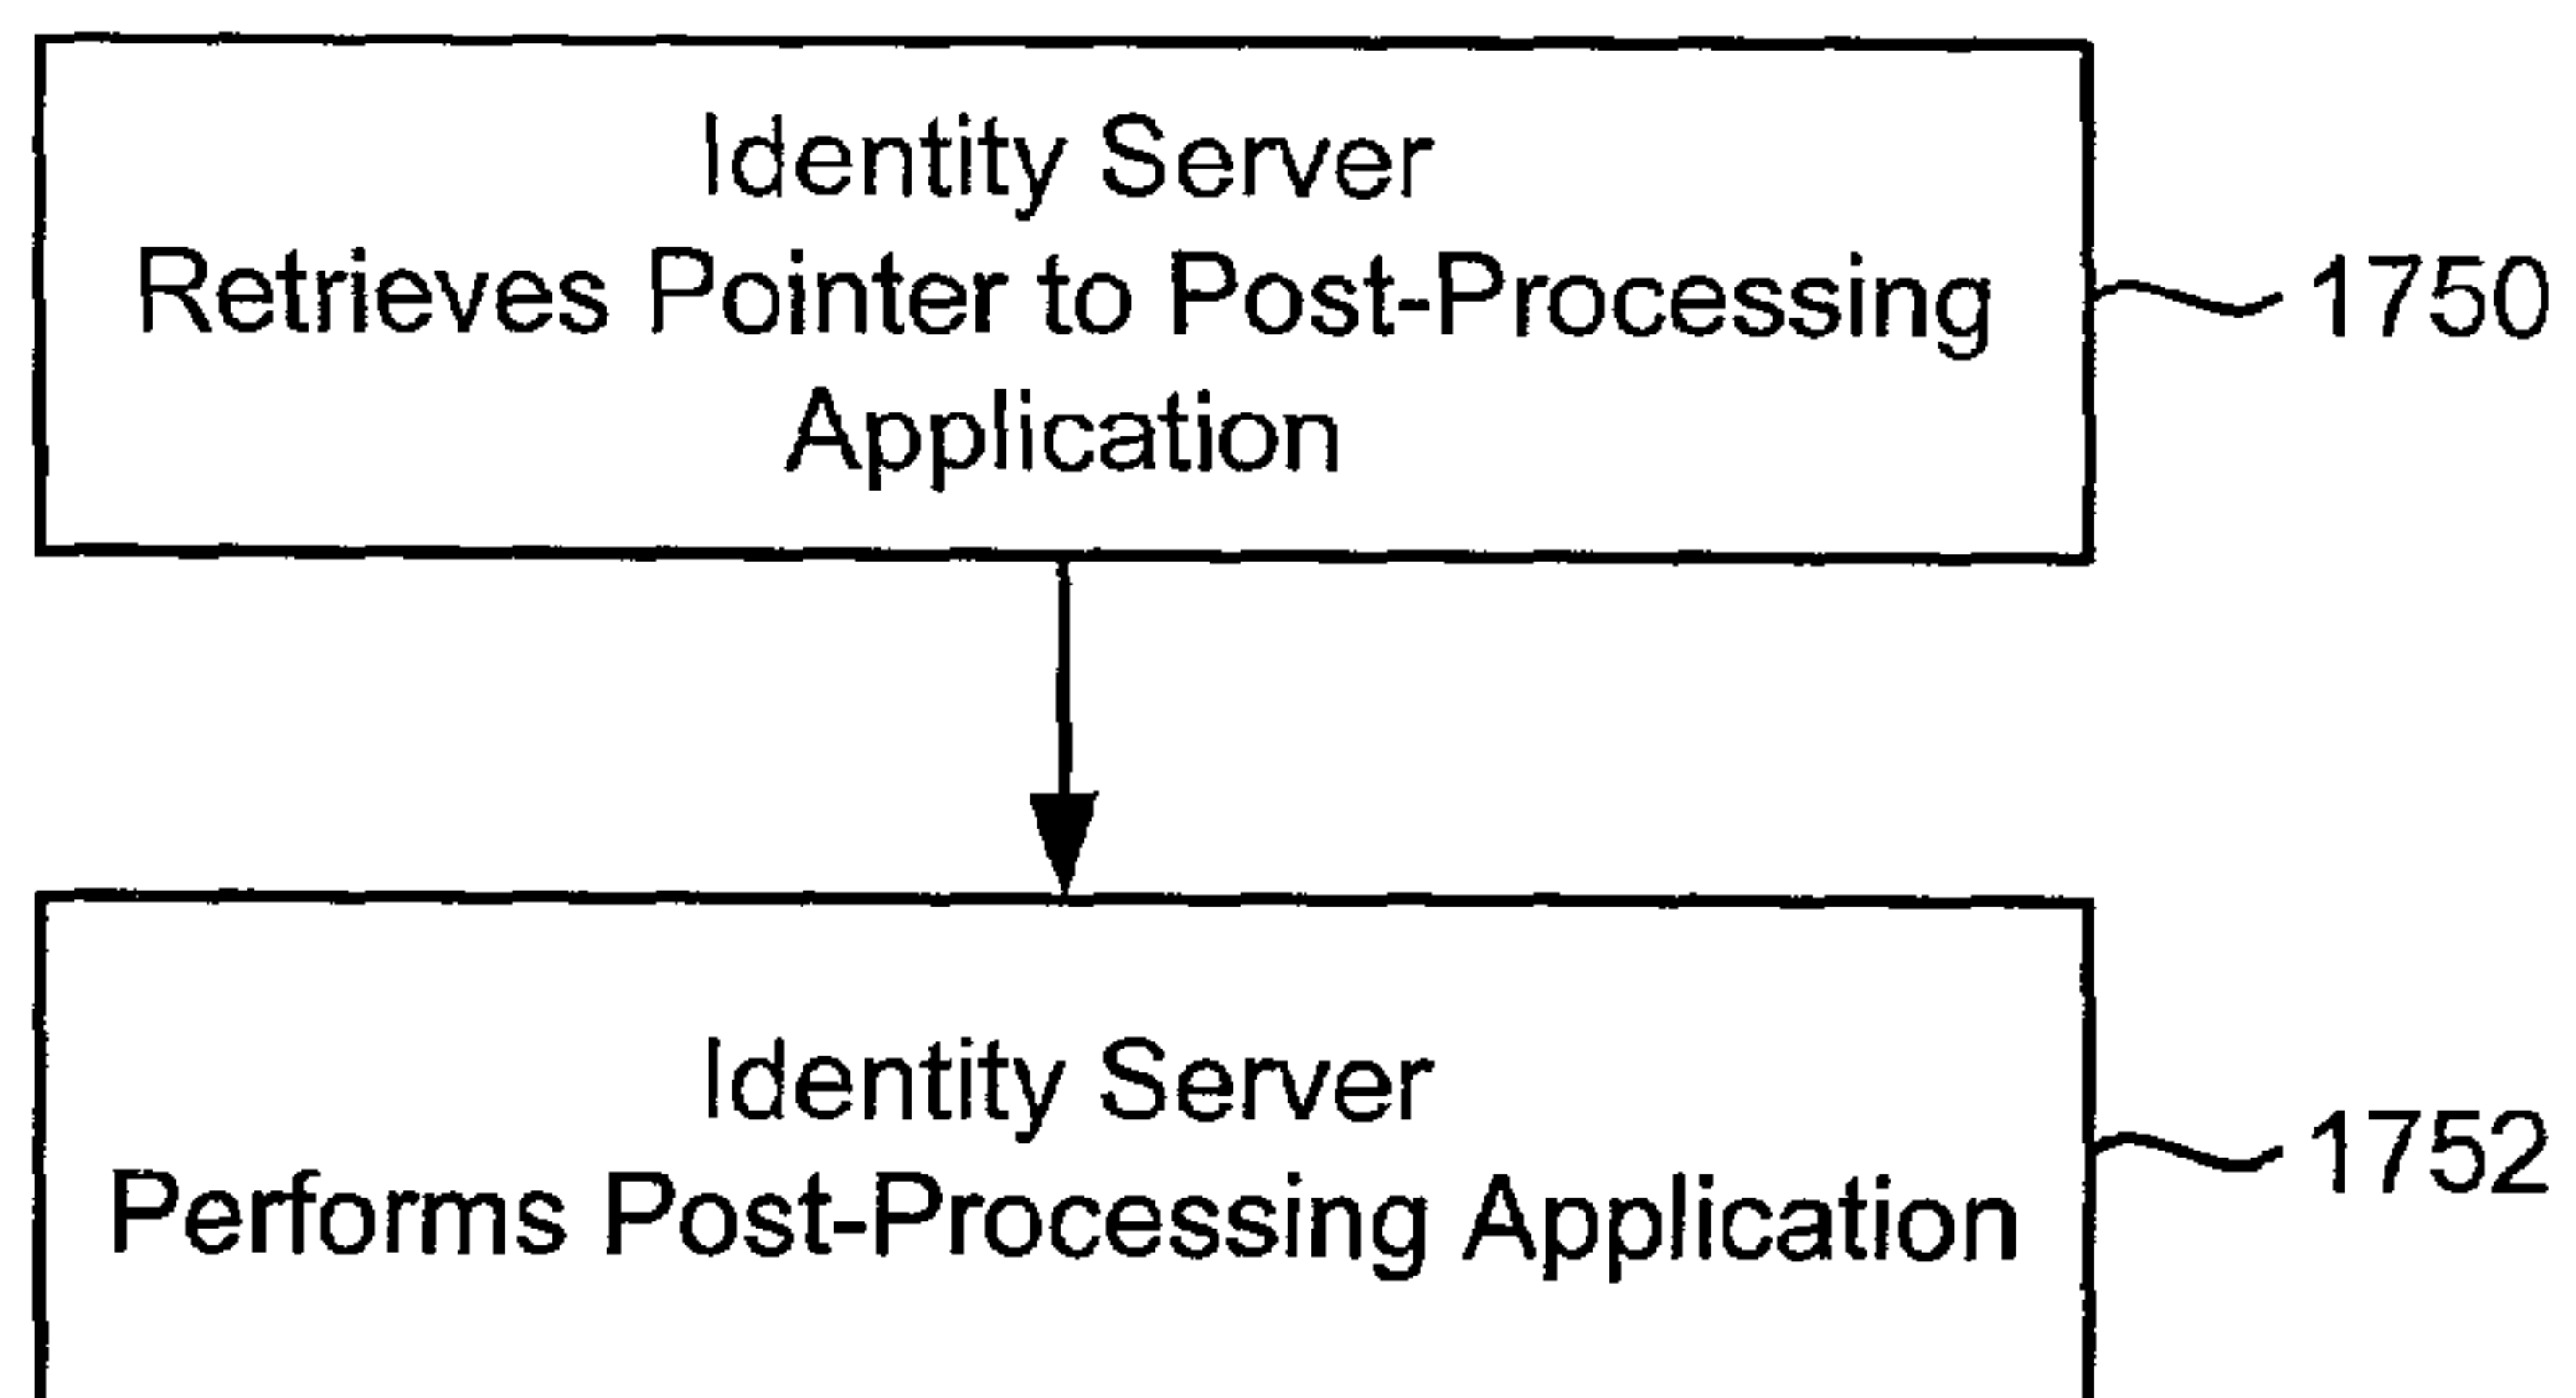 Identity Server
Retrieves Pointer to Post-Processing
Application
1750
Identity Server
Performs Post-Processing Application
1752